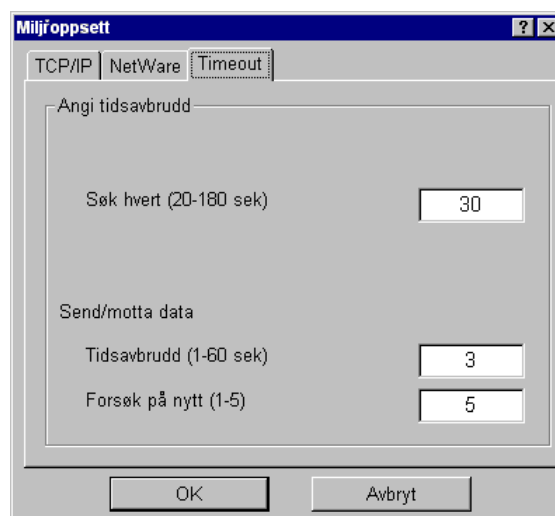 Miljřoppsett
TCP/IP NetWare Timeout
Angi tidsavbrudd
Søk hvert (20-180 sek) 30
Send/motta data
Tidsavbrudd (1-60 sek) 3
Forsøk på nytt (1-5) 5
OK Avbryt